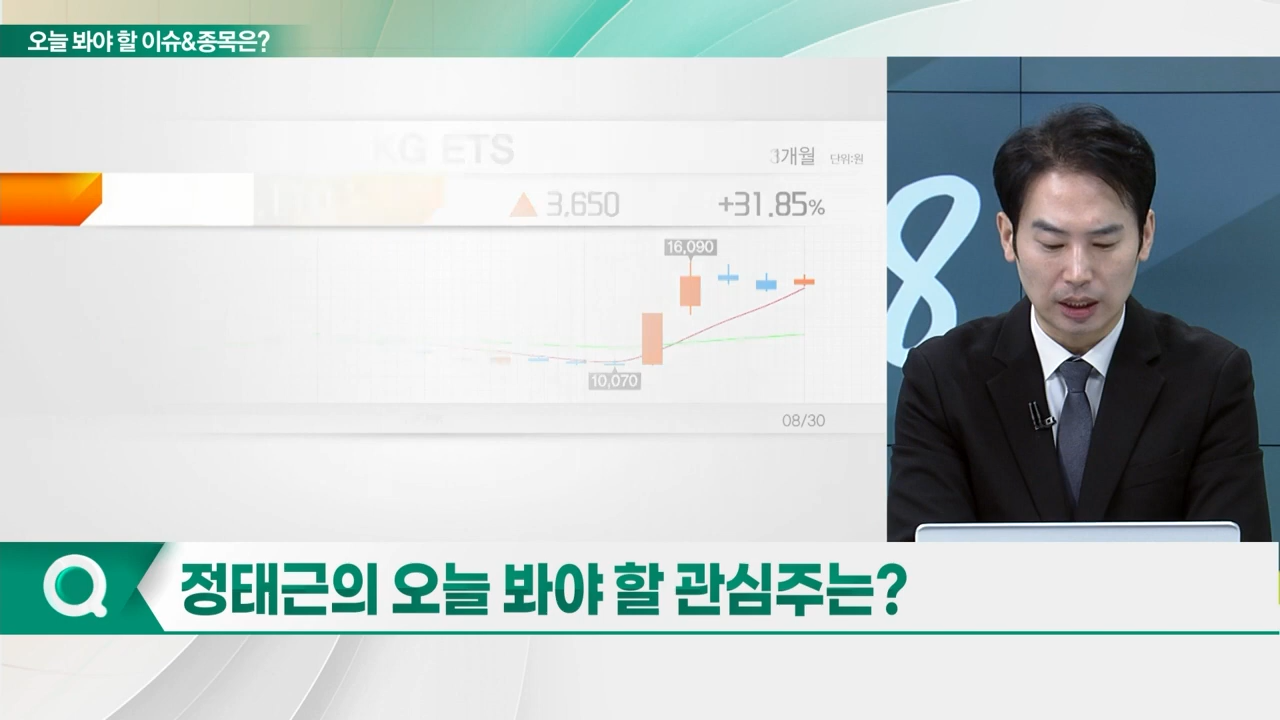 오늘 봐야 할 이슈&종목은?
KG ETS
3개월 단위:원
▲ 3,650 +31.85%
16,090
10,070
08/30
8
Q 정태근의 오늘 봐야 할 관심주는?